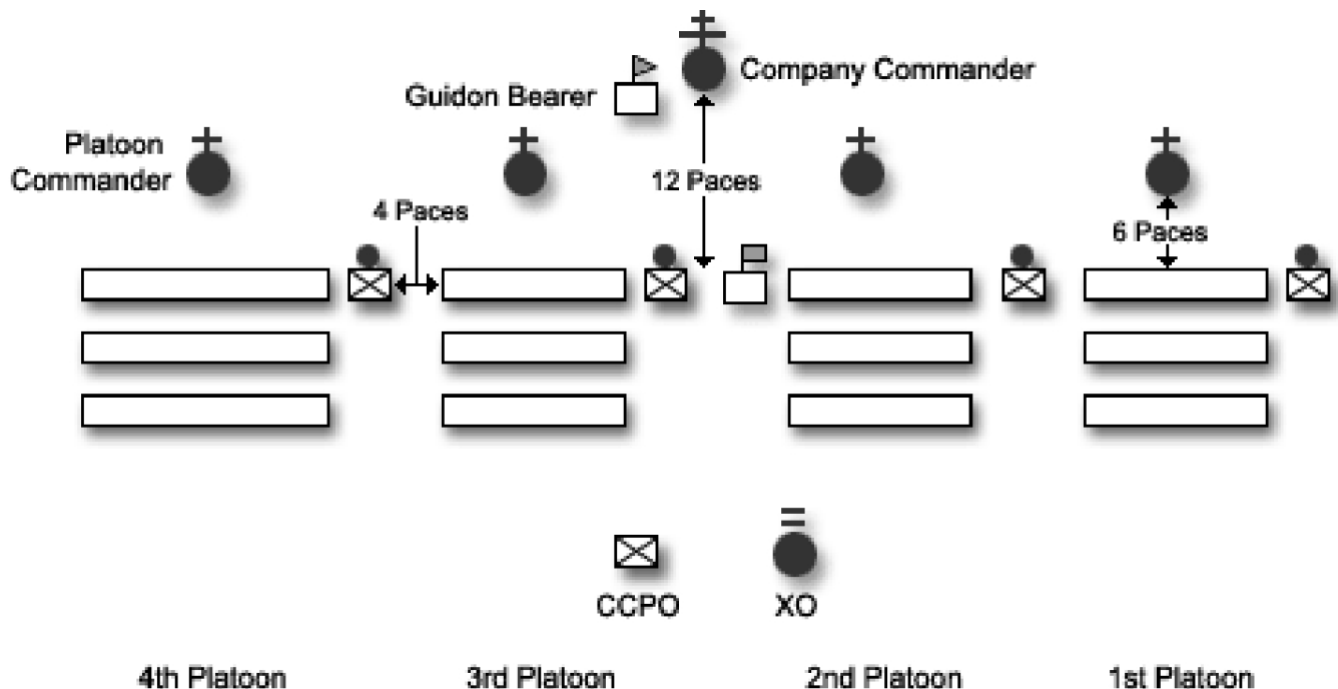 Company Commander
Guidon Bearer
Platoon
Commander
12 Paces
4 Paces
6 Paces
CCPO
XO
4th Platoon
3rd Platoon
2nd Platoon
1st Platoon